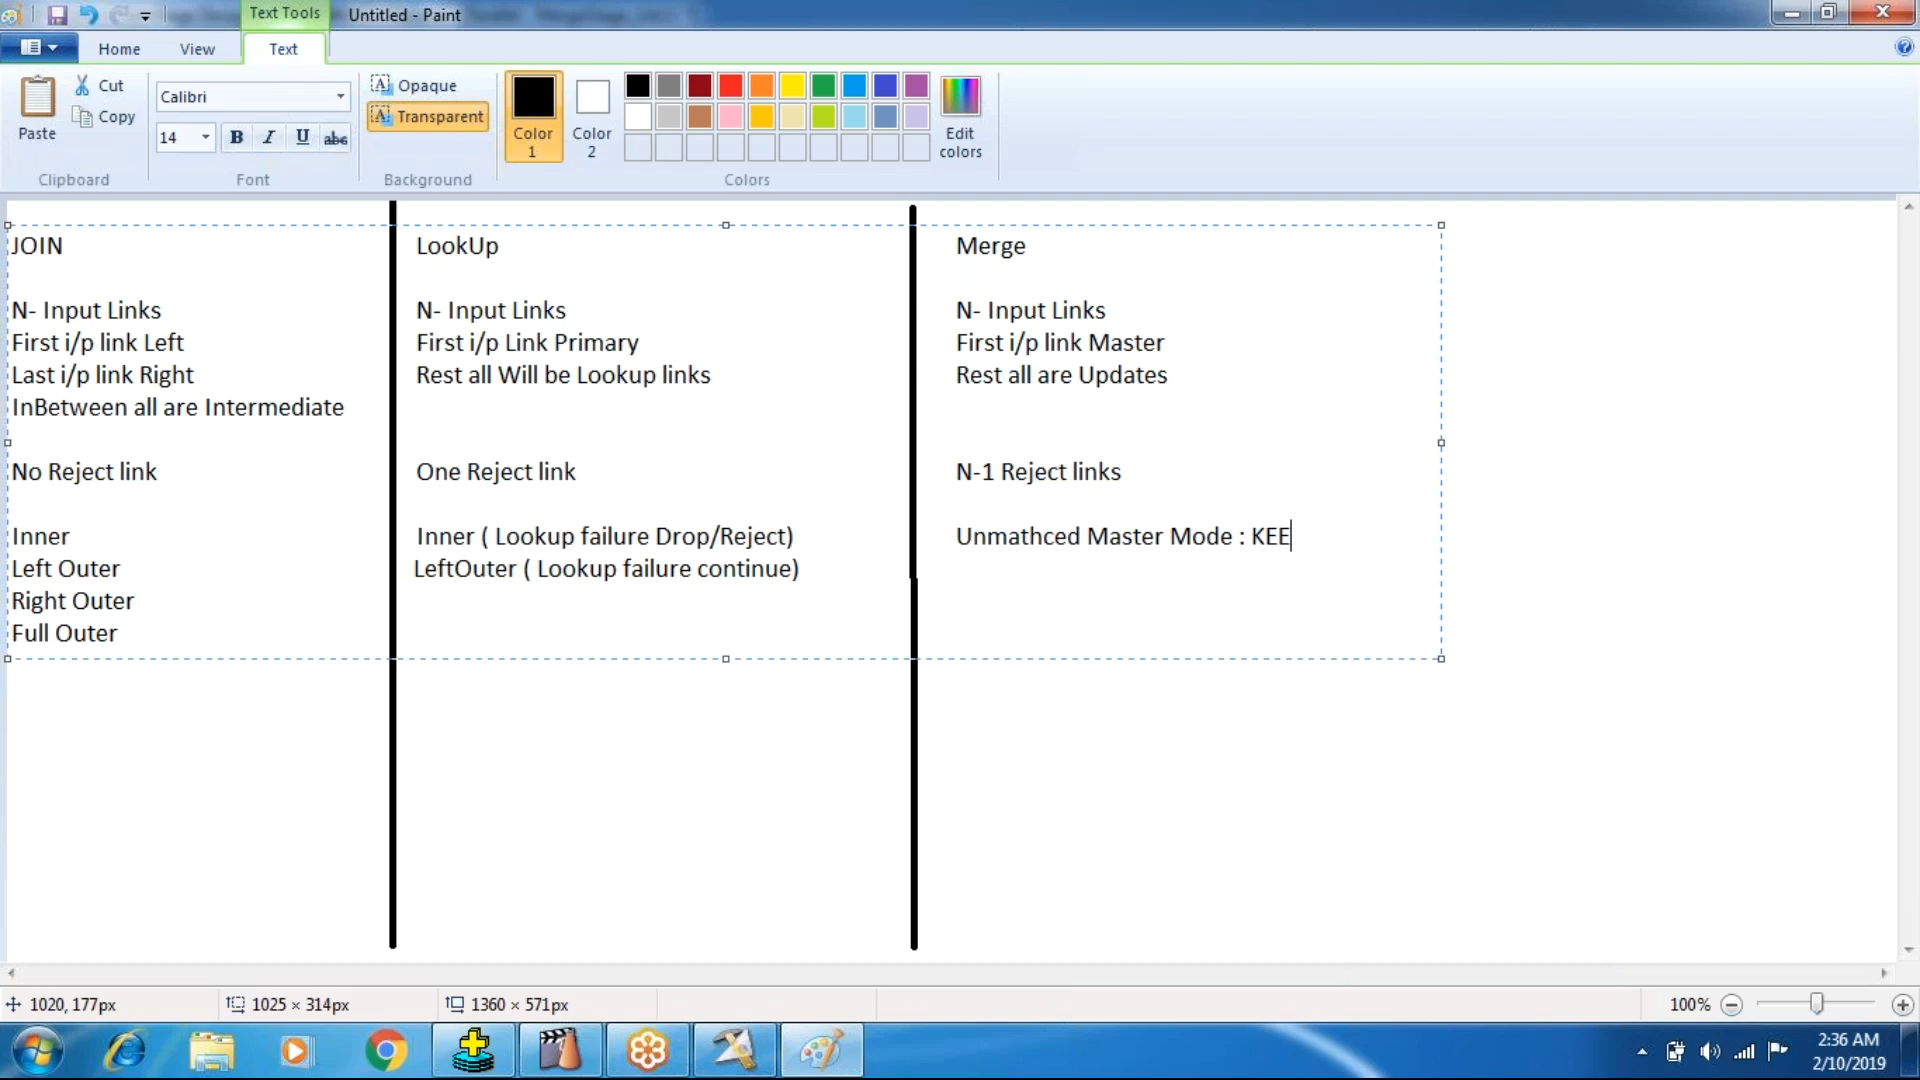 Text Tools
Untitled - Paint
Home
View
Text
Paste
Cut
Copy
Clipboard
Calibri
14
B I U abc
Font
Opaque
Transparent
Background
Color 1
Color 2
Edit colors
Colors
JOIN
LookUp
Merge
N- Input Links
N- Input Links
N- Input Links
First i/p link Left
First i/p Link Primary
First i/p link Master
Last i/p link Right
Rest all Will be Lookup links
Rest all are Updates
InBetween all are Intermediate
No Reject link
One Reject link
N-1 Reject links
Inner
Inner ( Lookup failure Drop/Reject)
Unmathced Master Mode : KEE
Left Outer
LeftOuter ( Lookup failure continue)
Right Outer
Full Outer
1020, 177px
1025 × 314px
1360 × 571px
100%
2:36 AM
2/10/2019